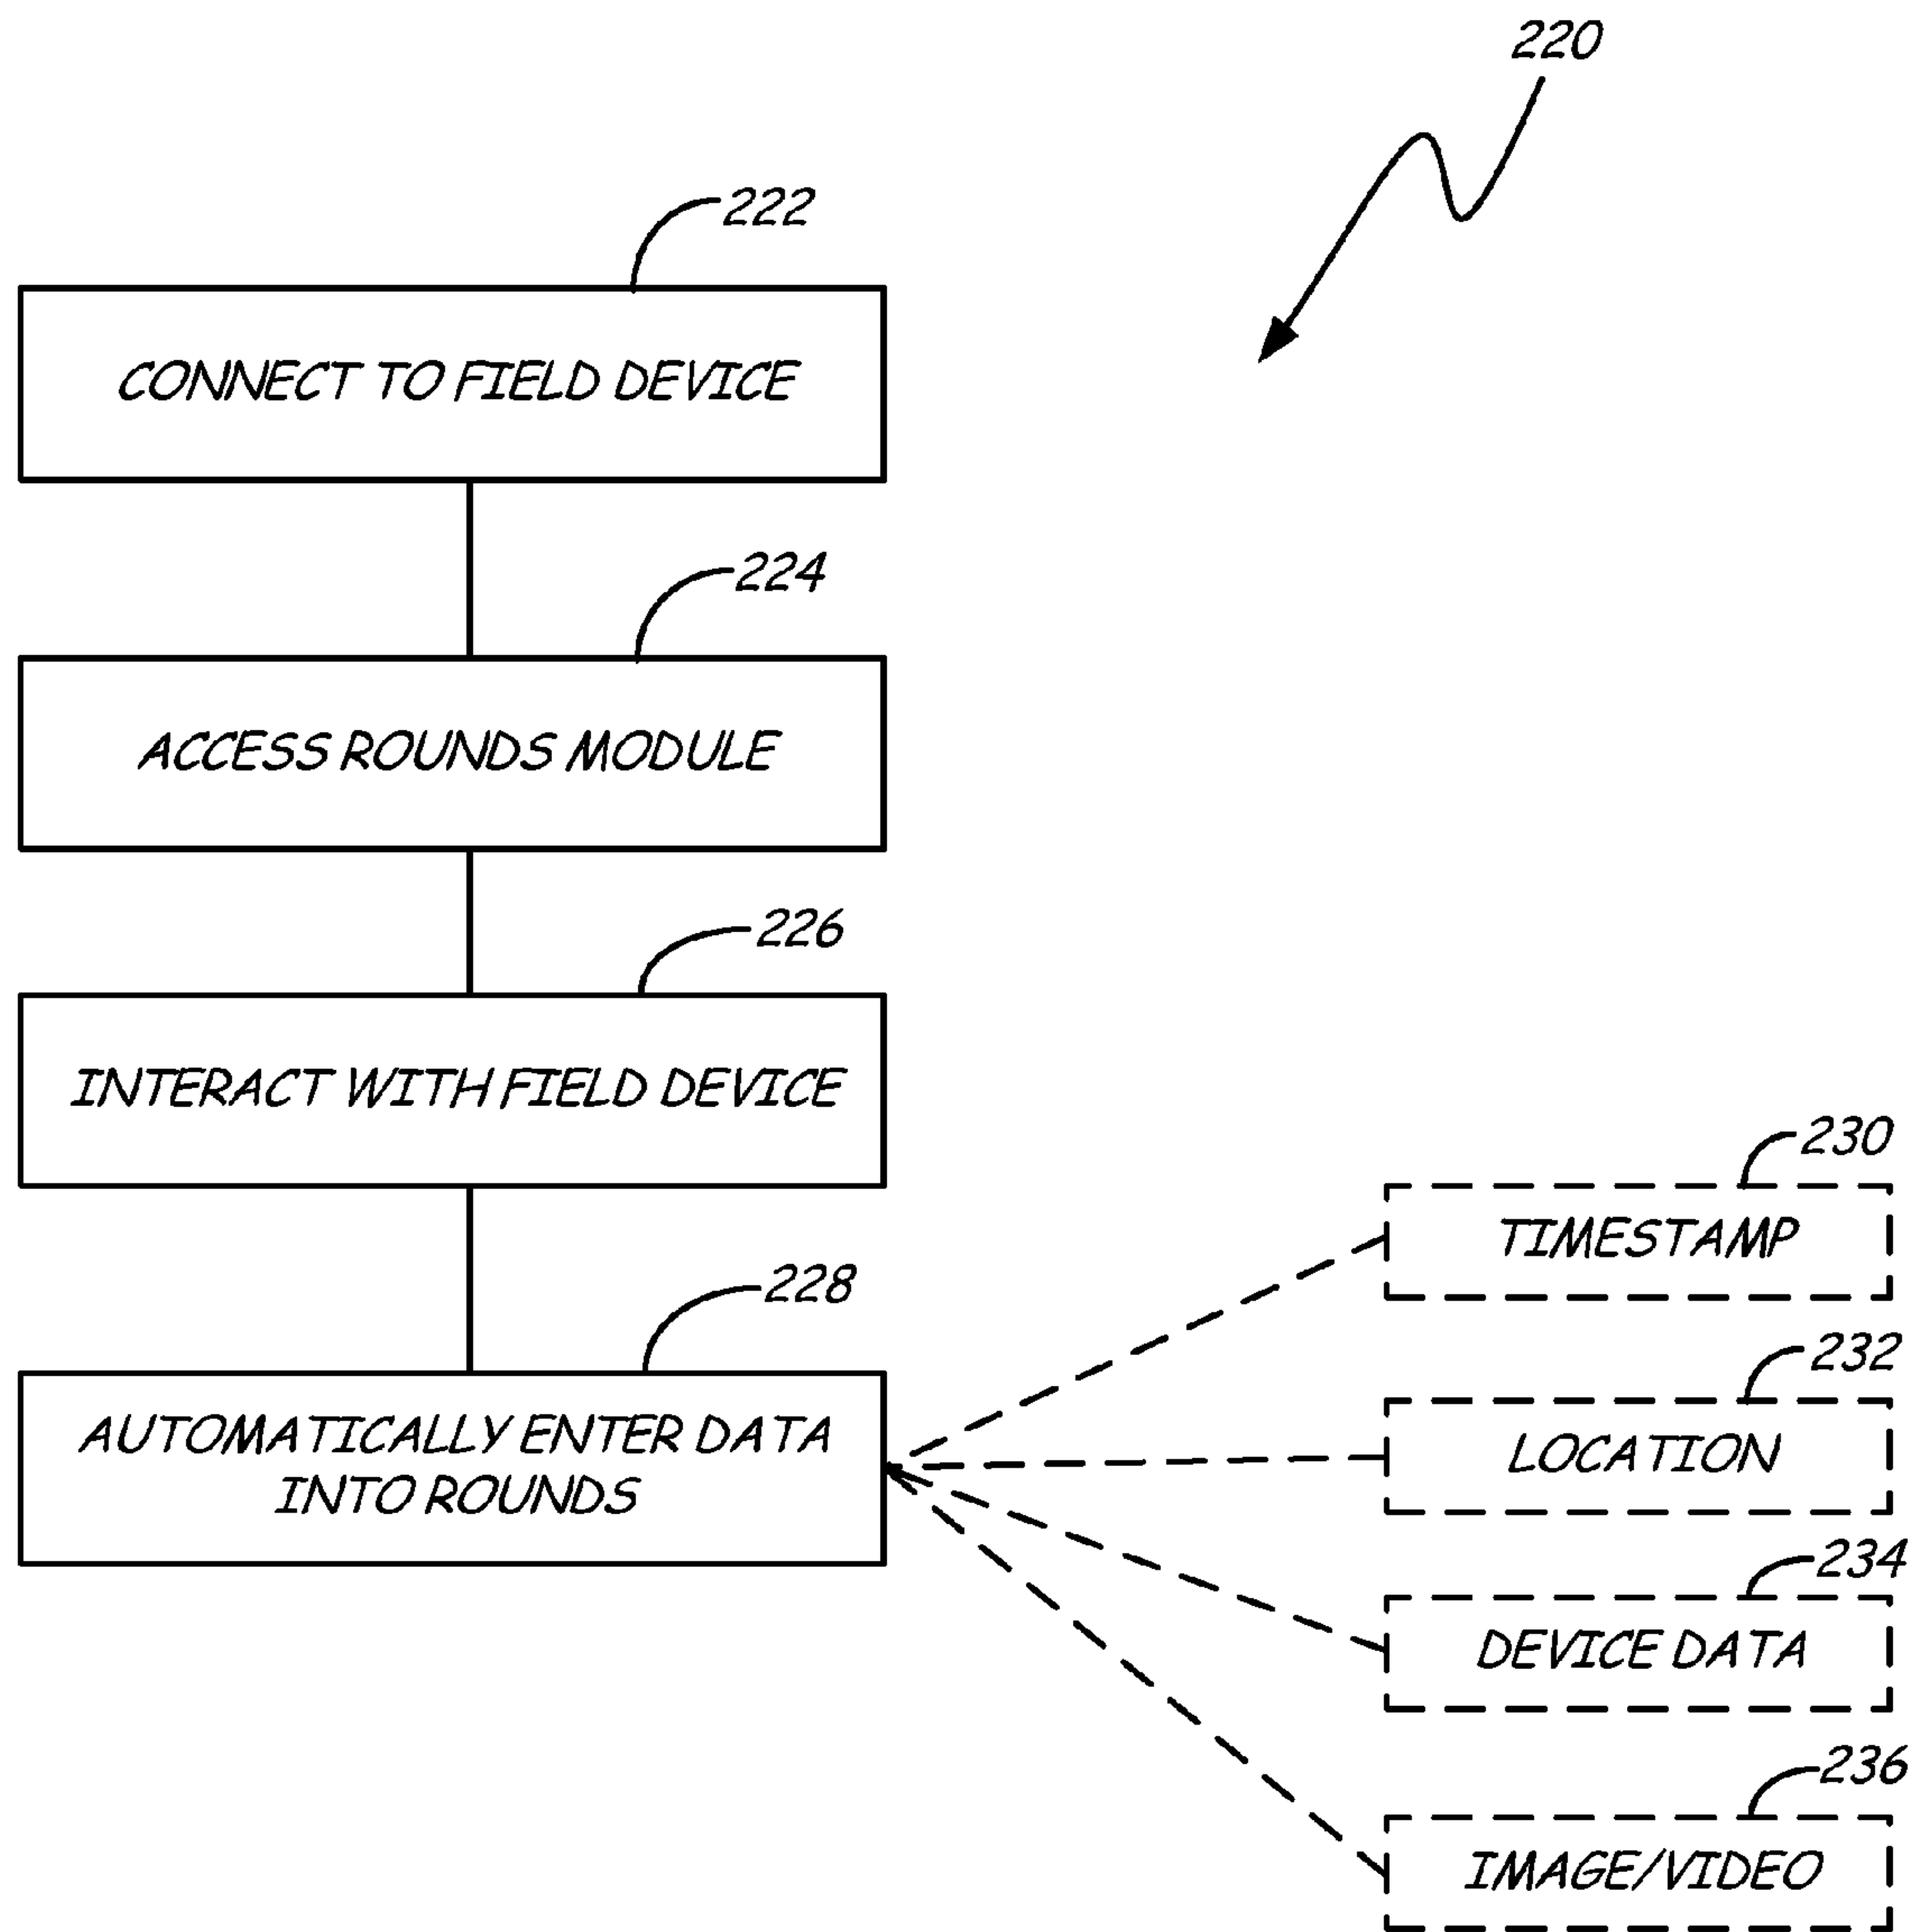 220
222
CONNECT TO FIELD DEVICE
224
ACCESS ROUNDS MODULE
226
INTERACT WITH FIELD DEVICE
228
AUTOMATICALLY ENTER DATA
INTO ROUNDS
230
TIMESTAMP
232
LOCATION
234
DEVICE DATA
236
IMAGE/VIDEO